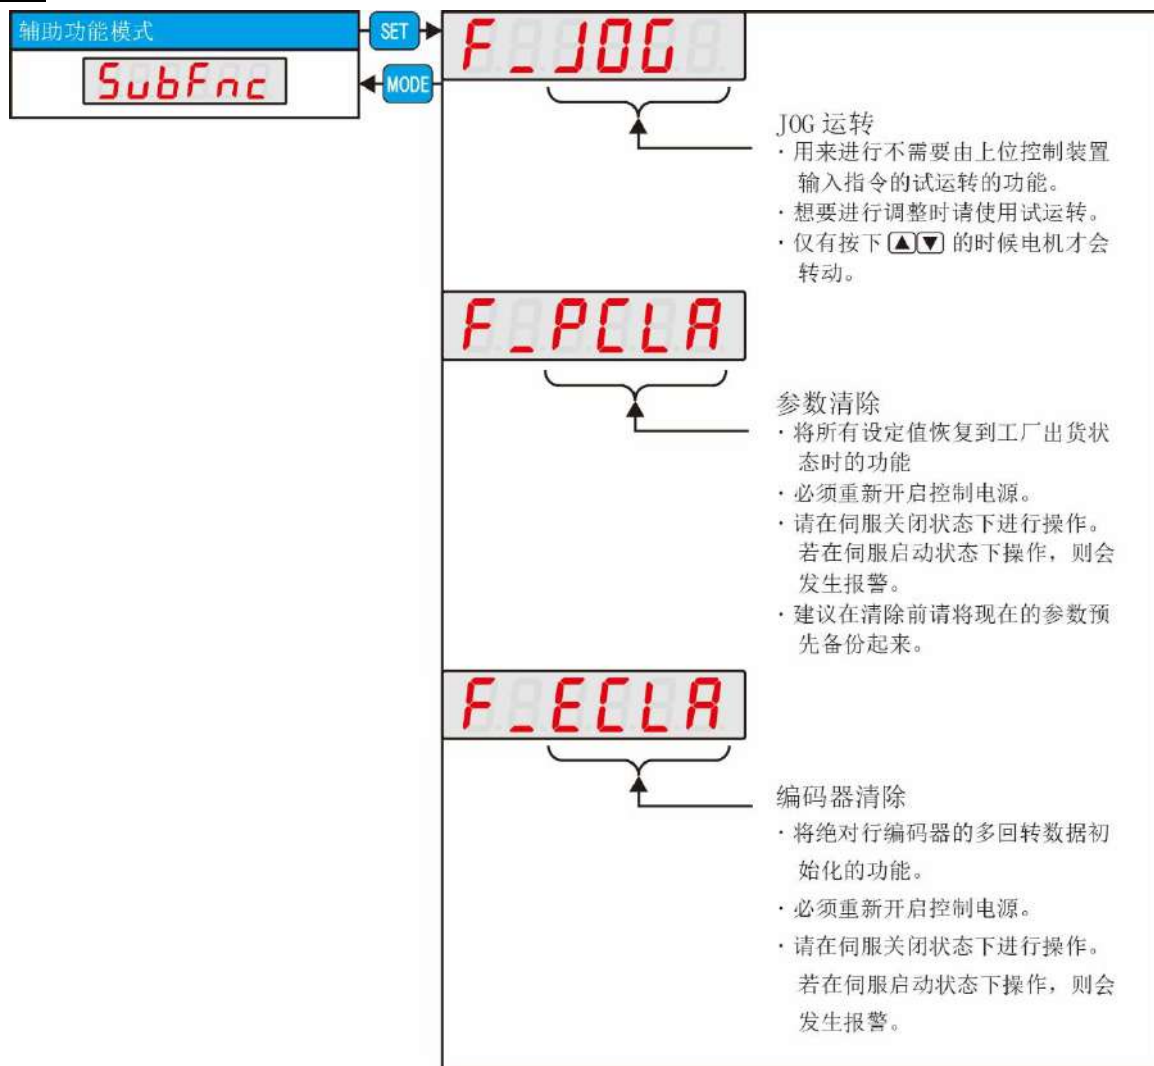 辅助功能模式
SET
F_JOG
SubFnc
MODE
JOG 运转
·用来进行不需要由上位控制装置
输入指令的试运转的功能。
·想要进行调整时请使用试运转。
·仅有按下▲▼的时候电机才会
转动。
F_PCLA
参数清除
·将所有设定值恢复到工厂出货状
态时的功能
·必须重新开启控制电源。
·请在伺服关闭状态下进行操作。
若在伺服启动状态下操作，则会
发生报警。
·建议在清除前请将现在的参数预
先备份起来。
F_ECLA
编码器清除
·将绝对行编码器的多回转数据初
始化的功能。
·必须重新开启控制电源。
·请在伺服关闭状态下进行操作。
若在伺服启动状态下操作，则会
发生报警。